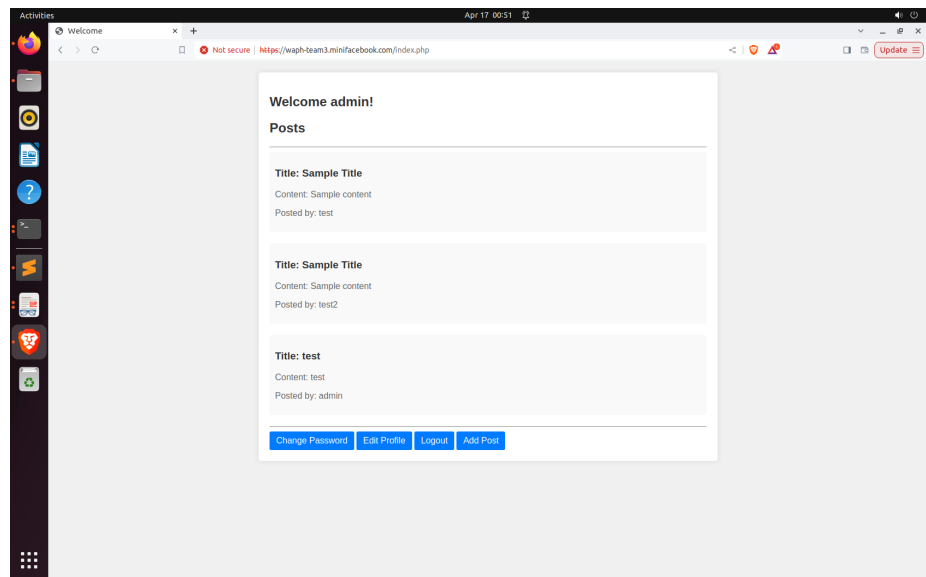 Activities
Apr 17 00:51
Welcome
Not secure
https://waph-team3.minifacebook.com/index.php
Update
Welcome admin!
Posts
Title: Sample Title
Content: Sample content
Posted by: test
Title: Sample Title
Content: Sample content
Posted by: test2
Title: test
Content: test
Posted by: admin
Change Password Edit Profile Logout Add Post